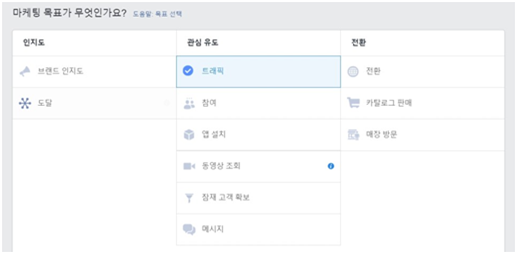 마케팅 목표가 무엇인가요? 도움말: 목표 선택
인지도 관심 유도 전환
브랜드 인지도 트래픽 전환
도달 참여 카탈로그 판매
앱 설치 매장 방문
동영상 조회
잠재 고객 확보
메시지